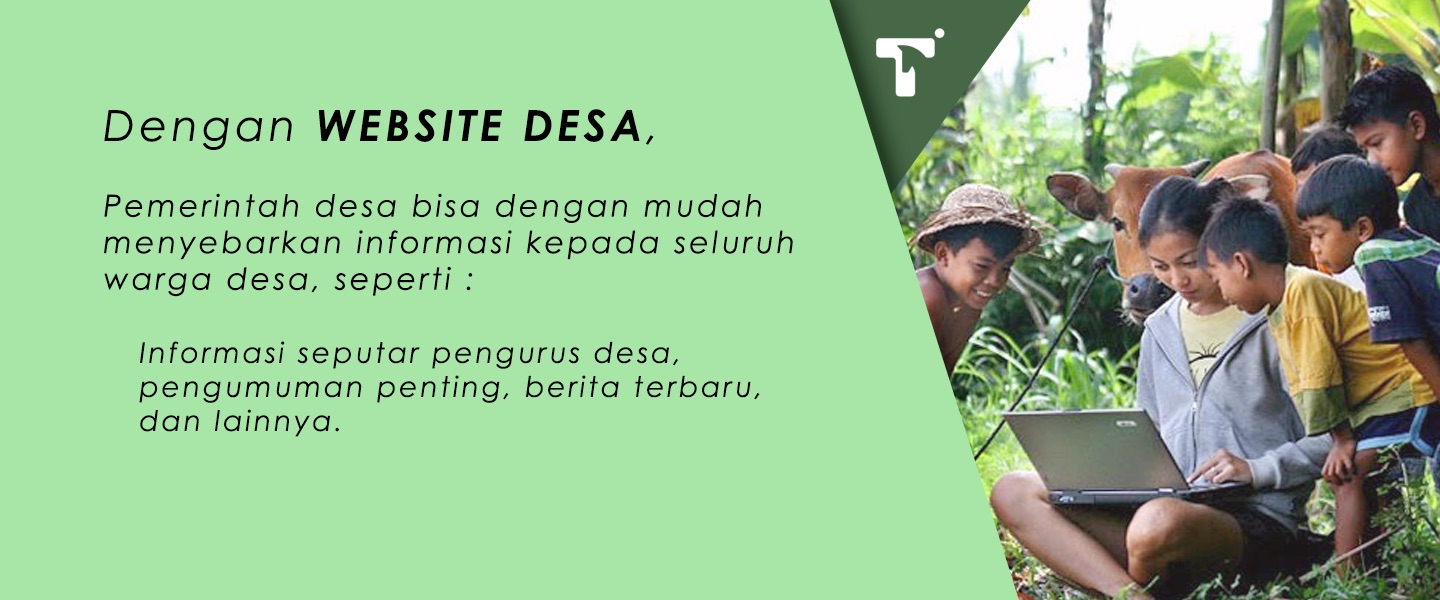 Dengan WEBSITE DESA,
Pemerintah desa bisa dengan mudah
menyebarkan informasi kepada seluruh
warga desa, seperti :
Informasi seputar pengurus desa,
pengumuman penting, berita terbaru,
dan lainnya.